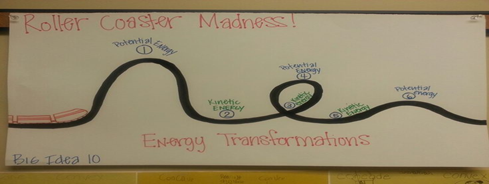 Roller Coaster Madness!
Potential Energy
1
Kinetic ENERGY
2
Potential Energy
4
3
Kinetic Energy
5
Potential Energy
6
Energy Transformations
Big Idea 10